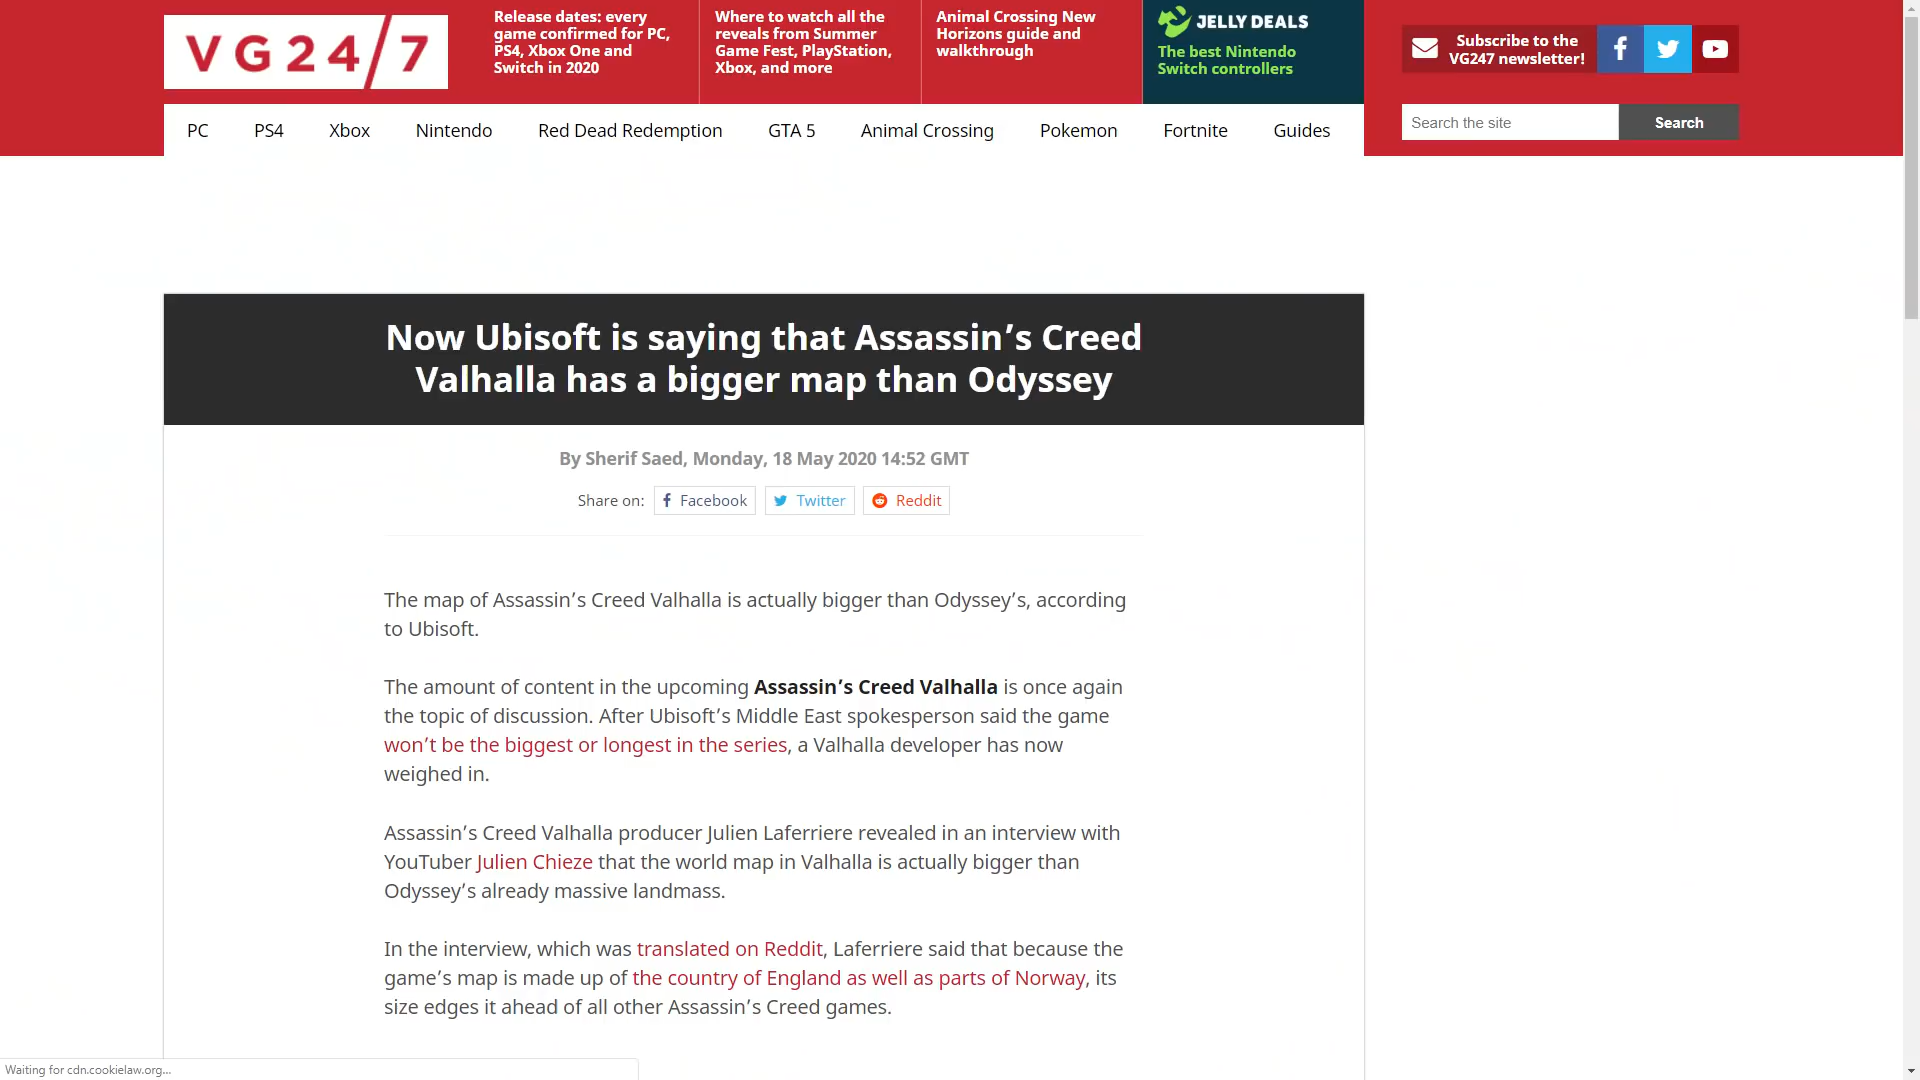 VG24/7
Release dates: every
game confirmed for PC,
PS4, Xbox One and
Switch in 2020
Where to watch all the
reveals from Summer
Game Fest, PlayStation,
Xbox, and more
Animal Crossing New
Horizons guide and
walkthrough
JELLY DEALS
The best Nintendo
Switch controllers
Subscribe to the
VG247 newsletter!
PC
PS4
Xbox
Nintendo
Red Dead Redemption
GTA 5
Animal Crossing
Pokemon
Fortnite
Guides
Search the site
Search
Now Ubisoft is saying that Assassin’s Creed
Valhalla has a bigger map than Odyssey
By Sherif Saed, Monday, 18 May 2020 14:52 GMT
Share on:
Facebook
Twitter
Reddit
The map of Assassin’s Creed Valhalla is actually bigger than Odyssey’s, according
to Ubisoft.
The amount of content in the upcoming Assassin’s Creed Valhalla is once again
the topic of discussion. After Ubisoft’s Middle East spokesperson said the game
won’t be the biggest or longest in the series, a Valhalla developer has now
weighed in.
Assassin’s Creed Valhalla producer Julien Laferriere revealed in an interview with
YouTuber Julien Chieze that the world map in Valhalla is actually bigger than
Odyssey’s already massive landmass.
In the interview, which was translated on Reddit, Laferriere said that because the
game’s map is made up of the country of England as well as parts of Norway, its
size edges it ahead of all other Assassin’s Creed games.
Waiting for cdn.cookielaw.org...